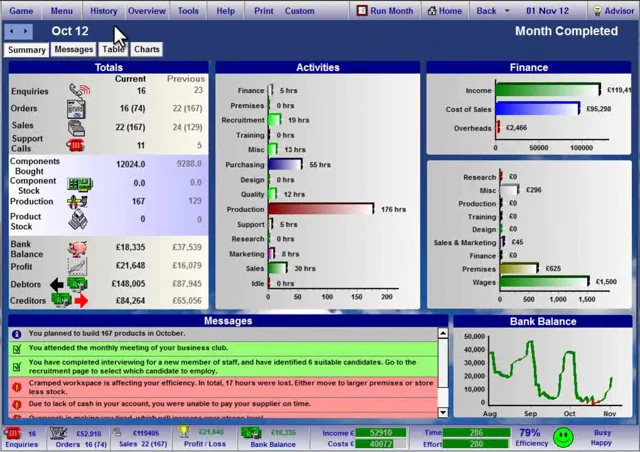 Game Menu History Overview Tools Help Print Custom Run Month Home Back 01 Nov 12 Advisor
Oct 12 Month Completed
Summary Messages Table Charts
Totals
Current Previous
Enquiries 16 23
Orders 16 (74) 22 (167)
Sales 22 (167) 24 (129)
Support Calls 11 5
Components Bought 12024.0 9288.0
Component Stock 0.0 0.0
Production 167 129
Product Stock 0 0
Bank Balance £18,335 £37,539
Profit £21,648 £16,079
Debtors £148,005 £87,945
Creditors £84,264 £65,056
Activities
Finance 5 hrs
Premises 0 hrs
Recruitment 19 hrs
Training 0 hrs
Misc 13 hrs
Purchasing 55 hrs
Design 0 hrs
Quality 12 hrs
Production 176 hrs
Support 5 hrs
Research 0 hrs
Marketing 8 hrs
Sales 30 hrs
Idle 0 hrs
0 50 100 150 200
Finance
Income £119,41
Cost of Sales £95,298
Overheads £2,466
0 50000 100000
Research £0
Misc £296
Production £0
Training £0
Design £0
Sales & Marketing £45
Finance £0
Premises £625
Wages £1,500
0 500 1000 1500
Messages
You planned to build 167 products in October.
You attended the monthly meeting of your business club.
You have completed interviewing for a new member of staff, and have identified 6 suitable candidates. Go to the
recruitment page to select which candidate to employ.
Cramped workspace is affecting your efficiency. In total, 17 hours were lost. Either move to larger premises or store
less stock.
Due to lack of cash in your account, you were unable to pay your supplier on time.
Bank Balance
50,000
40,000
30,000
20,000
10,000
0
Aug Sep Oct Nov
16 £52,910 £119405 £21,648 £18,335 Income £ 52910 Time 286 79% Busy
Enquiries Orders 16 (74) Sales 22 (167) Profit / Loss Bank Balance Costs £ 40072 Effort 280 Efficiency Happy